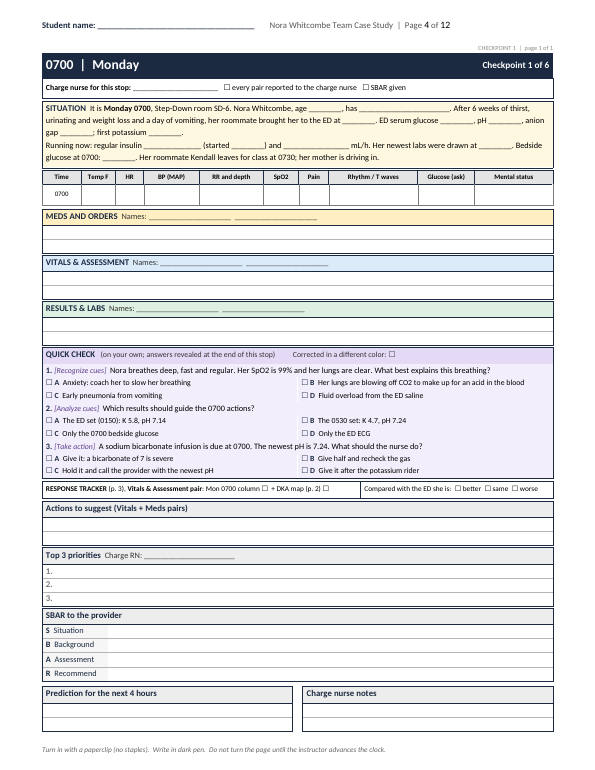 Student name: ___________________________________ Nora Whitcombe Team Case Study | Page 4 of 12
CHECKPOINT 1 | page 1 of 1
0700 | Monday Checkpoint 1 of 6
Charge nurse for this stop: ______________________ ☐ every pair reported to the charge nurse ☐ SBAR given
SITUATION It is Monday 0700, Step-Down room SD-6. Nora Whitcombe, age ________, has ______________________. After 6 weeks of thirst,
urinating and weight loss and a day of vomiting, her roommate brought her to the ED at ________. ED serum glucose ________, pH ________, anion
gap ________; first potassium ________.
Running now: regular insulin ______________ (started ________) and ________________ mL/h. Her newest labs were drawn at ________. Bedside
glucose at 0700: ________. Her roommate Kendall leaves for class at 0730; her mother is driving in.
Time Temp F HR BP (MAP) RR and depth SpO2 Pain Rhythm / T waves Glucose (ask) Mental status
0700
MEDS AND ORDERS Names: ____________________ ____________________
VITALS & ASSESSMENT Names: ____________________ ____________________
RESULTS & LABS Names: ____________________ ____________________
QUICK CHECK (on your own; answers revealed at the end of this stop) Corrected in a different color: ☐
1. [Recognize cues] Nora breathes deep, fast and regular. Her SpO2 is 99% and her lungs are clear. What best explains this breathing?
☐ A Anxiety: coach her to slow her breathing ☐ B Her lungs are blowing off CO2 to make up for an acid in the blood
☐ C Early pneumonia from vomiting ☐ D Fluid overload from the ED saline
2. [Analyze cues] Which results should guide the 0700 actions?
☐ A The ED set (0150): K 5.8, pH 7.14 ☐ B The 0530 set: K 4.7, pH 7.24
☐ C Only the 0700 bedside glucose ☐ D Only the ED ECG
3. [Take action] A sodium bicarbonate infusion is due at 0700. The newest pH is 7.24. What should the nurse do?
☐ A Give it: a bicarbonate of 7 is severe ☐ B Give half and recheck the gas
☐ C Hold it and call the provider with the newest pH ☐ D Give it after the potassium rider
RESPONSE TRACKER (p. 3), Vitals & Assessment pair: Mon 0700 column ☐ + DKA map (p. 2) ☐ Compared with the ED she is: ☐ better ☐ same ☐ worse
Actions to suggest (Vitals + Meds pairs)
Top 3 priorities Charge RN: ______________________
1.
2.
3.
SBAR to the provider
S Situation
B Background
A Assessment
R Recommend
Prediction for the next 4 hours Charge nurse notes
Turn in with a paperclip (no staples). Write in dark pen. Do not turn the page until the instructor advances the clock.